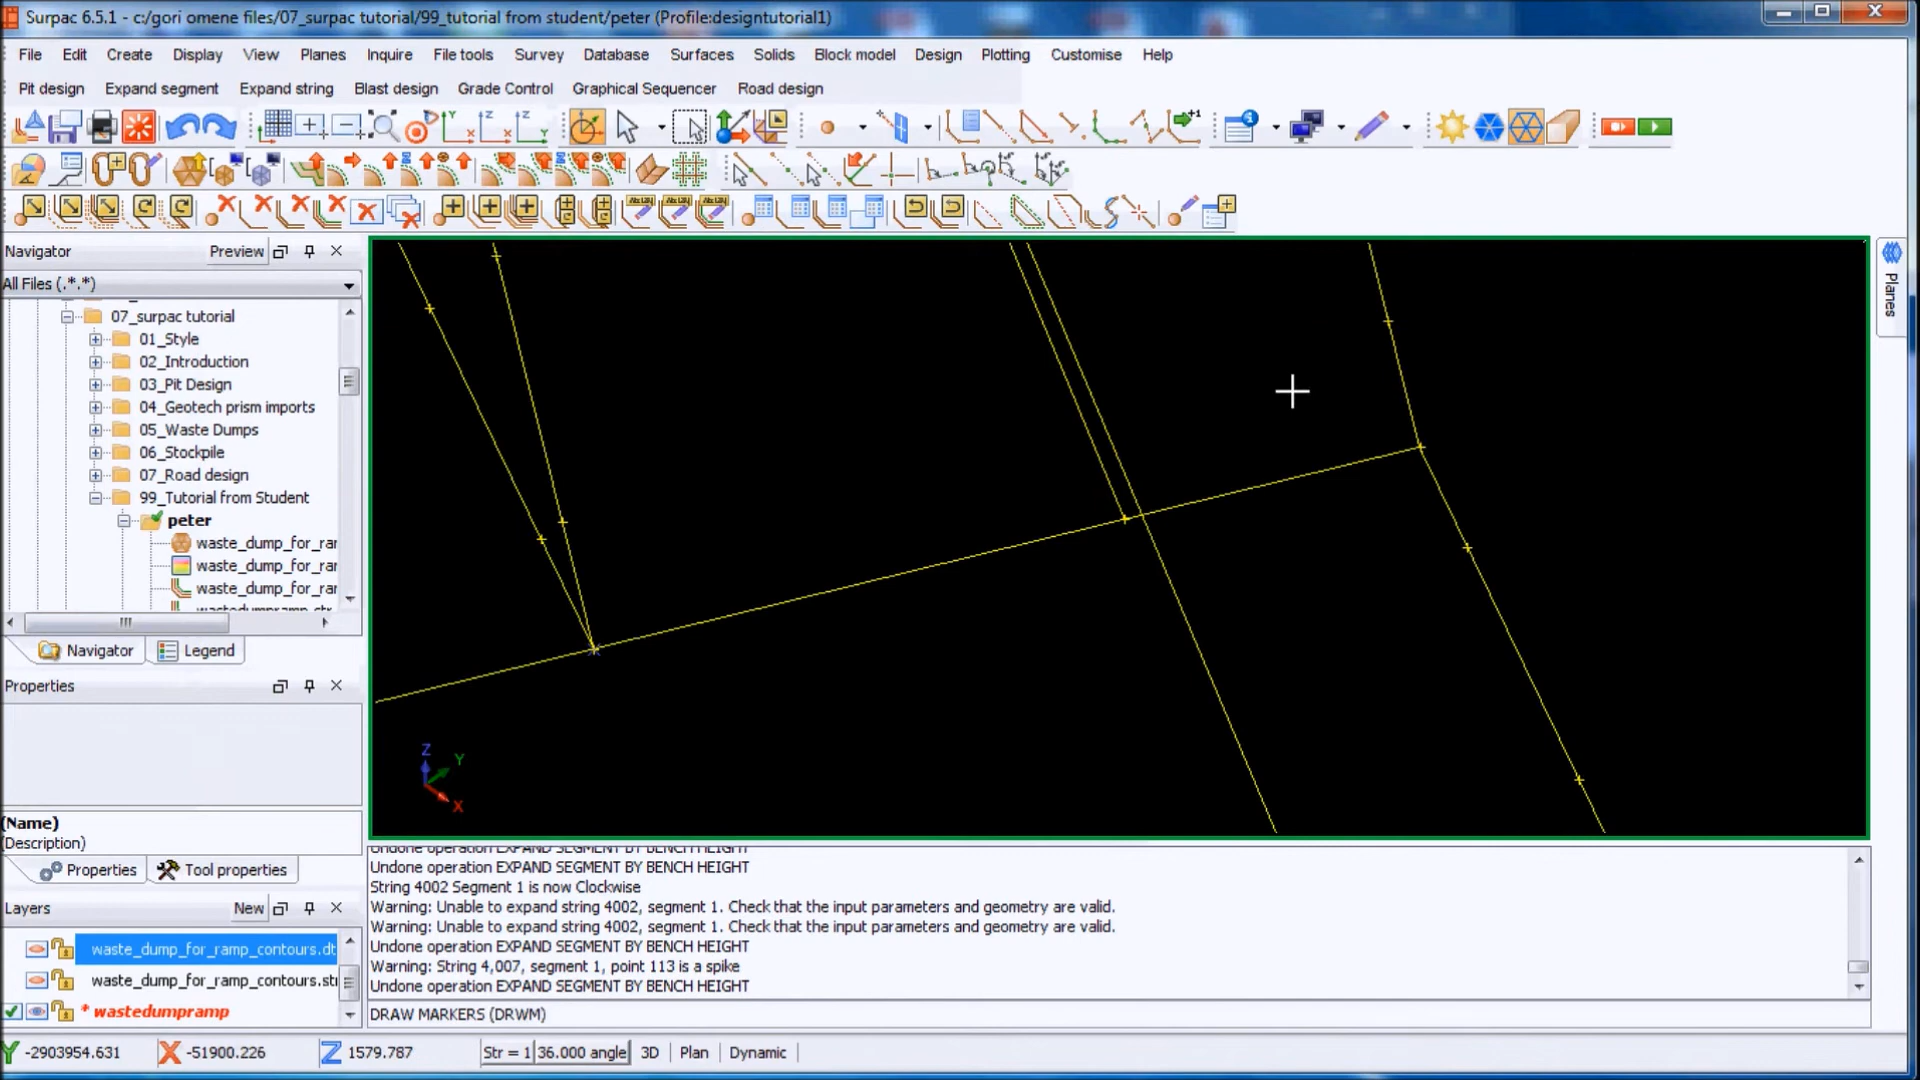 Surpac 6.5.1 - c:/gori omene files/07_surpac tutorial/99_tutorial from student/peter (Profile:designtutorial1)
File Edit Create Display View Planes Inquire File tools Survey Database Surfaces Solids Block model Design Plotting Customise Help
Pit design Expand segment Expand string Blast design Grade Control Graphical Sequencer Road design
Navigator Preview
All Files (.*.*)
07_surpac tutorial
01_Style
02_Introduction
03_Pit Design
04_Geotech prism imports
05_Waste Dumps
06_Stockpile
07_Road design
99_Tutorial from Student
peter
waste_dump_for_rar
waste_dump_for_rar
waste_dump_for_rar
wastedumpramp.str
Navigator Legend
Properties
(Name)
(Description)
Properties Tool properties
Layers New
waste_dump_for_ramp_contours.dt
waste_dump_for_ramp_contours.str
* wastedumpramp
Planes
Z
Y
X
Undone operation EXPAND SEGMENT BY BENCH HEIGHT
Undone operation EXPAND SEGMENT BY BENCH HEIGHT
String 4002 Segment 1 is now Clockwise
Warning: Unable to expand string 4002, segment 1. Check that the input parameters and geometry are valid.
Warning: Unable to expand string 4002, segment 1. Check that the input parameters and geometry are valid.
Undone operation EXPAND SEGMENT BY BENCH HEIGHT
Warning: String 4,007, segment 1, point 113 is a spike
Undone operation EXPAND SEGMENT BY BENCH HEIGHT
DRAW MARKERS (DRWM)
Y -2903954.631 X -51900.226 Z 1579.787 Str = 1 36.000 angle 3D Plan Dynamic